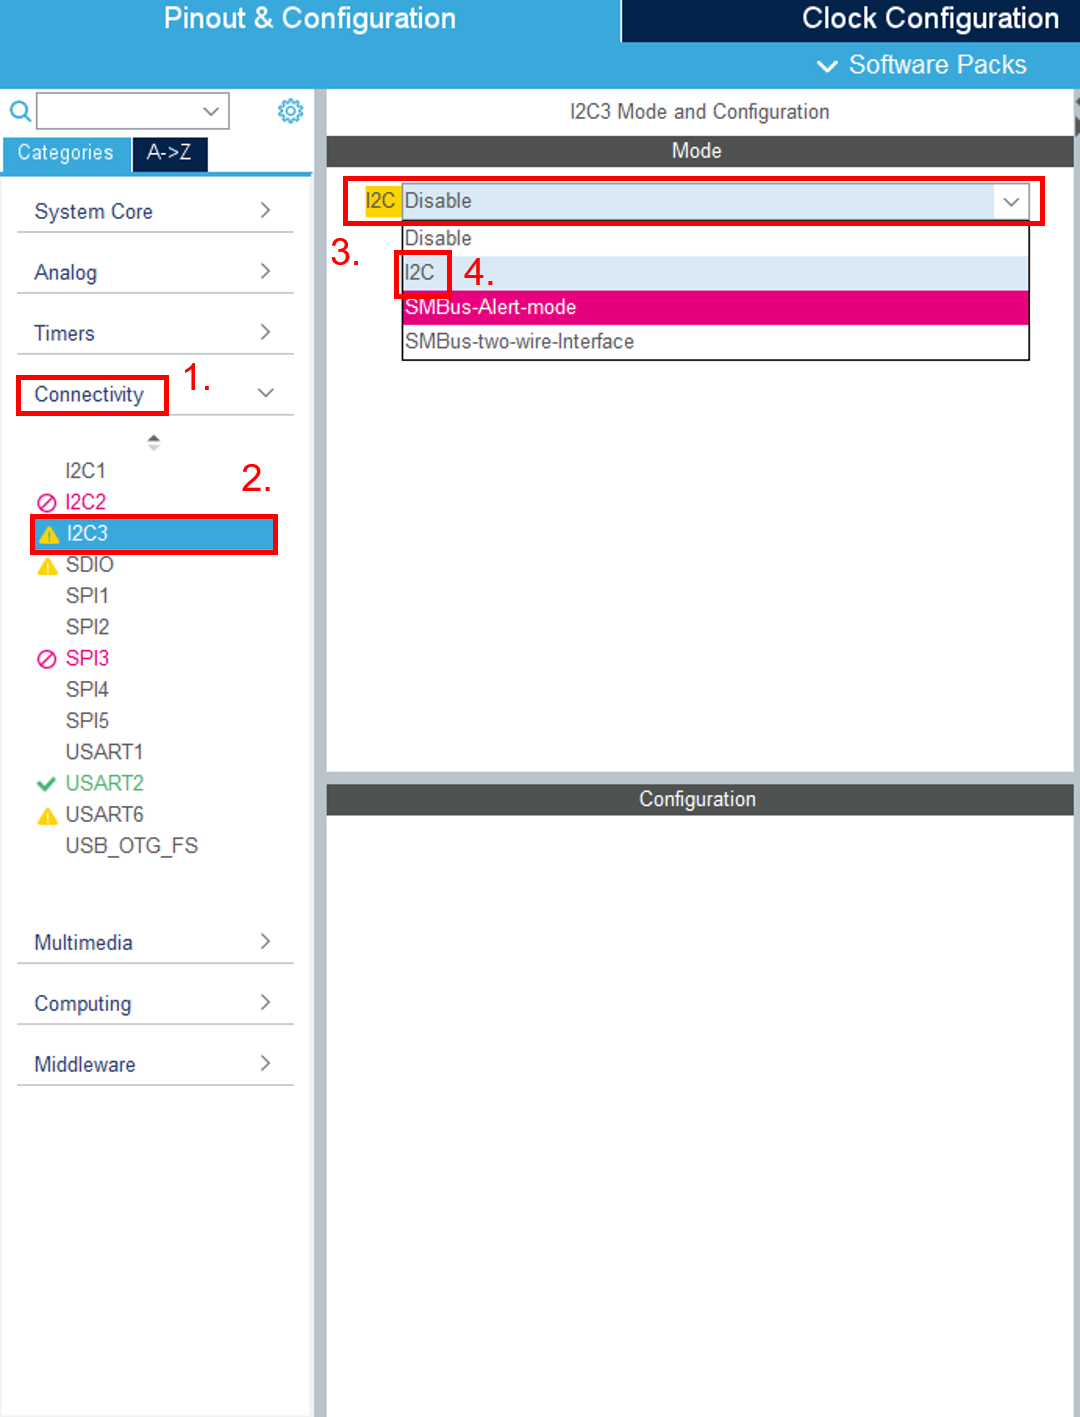 Pinout & Configuration
Clock Configuration
Software Packs
Categories
A->Z
System Core
Analog
Timers
Connectivity
1.
I2C1
2.
I2C2
I2C3
SDIO
SPI1
SPI2
SPI3
SPI4
SPI5
USART1
USART2
USART6
USB_OTG_FS
Multimedia
Computing
Middleware
I2C3 Mode and Configuration
Mode
I2C Disable
3.
Disable
I2C
4.
SMBus-Alert-mode
SMBus-two-wire-Interface
Configuration